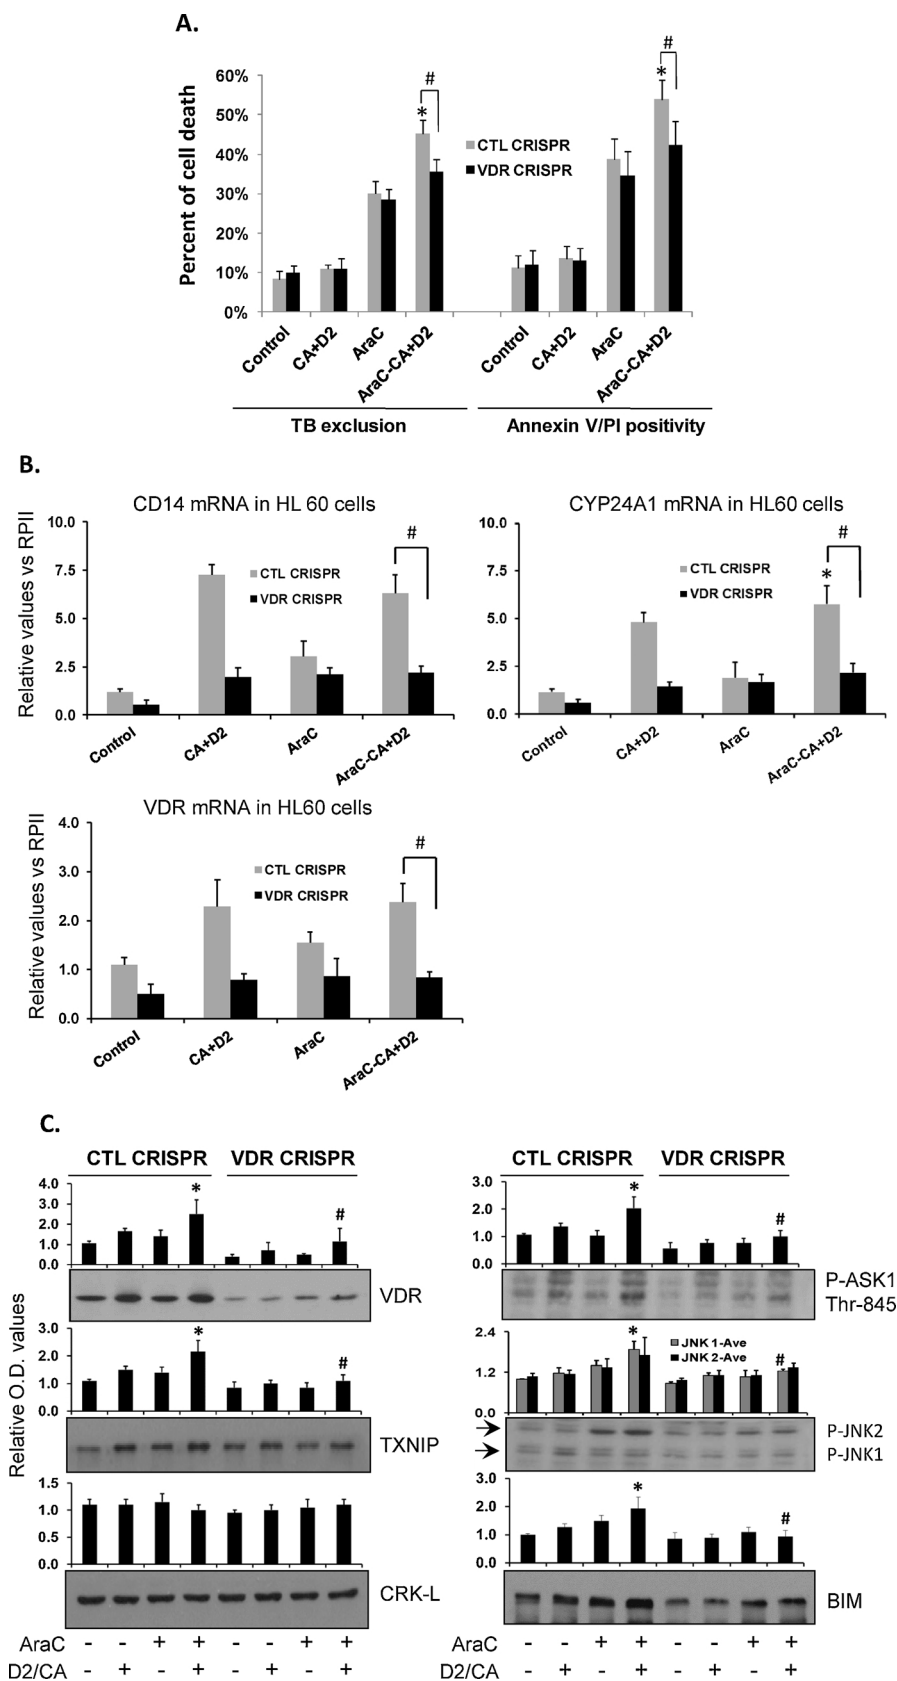 A.
Percent of cell death
60%
50%
40%
30%
20%
10%
0%
*
#
*
#
CTL CRISPR
VDR CRISPR
Control
CA+D2
AraC
AraC-CA+D2
Control
CA+D2
AraC
AraC-CA+D2
TB exclusion
Annexin V/PI positivity
B.
CD14 mRNA in HL 60 cells
Relative values vs RPII
10.0
7.5
5.0
2.5
0.0
#
CTL CRISPR
VDR CRISPR
Control
CA+D2
AraC
AraC-CA+D2
CYP24A1 mRNA in HL60 cells
10.0
7.5
5.0
2.5
0.0
#
*
CTL CRISPR
VDR CRISPR
Control
CA+D2
AraC
AraC-CA+D2
VDR mRNA in HL60 cells
Relative values vs RPII
4.0
3.0
2.0
1.0
0.0
#
CTL CRISPR
VDR CRISPR
Control
CA+D2
AraC
AraC-CA+D2
C.
Relative O.D. values
CTL CRISPR VDR CRISPR
4.0
3.0
2.0
1.0
0.0
*
#
VDR
3.0
2.0
1.0
0.0
*
#
TXNIP
1.5
1.0
0.5
0.0
CRK-L
AraC - - + + - - + +
D2/CA - + - + - + - +
CTL CRISPR VDR CRISPR
3.0
2.0
1.0
0.0
*
#
P-ASK1
Thr-845
2.4
1.2
0.0
*
JNK 1-Ave
JNK 2-Ave
#
P-JNK2
P-JNK1
3.0
2.0
1.0
0.0
*
#
BIM
AraC - - + + - - + +
D2/CA - + - + - + - +